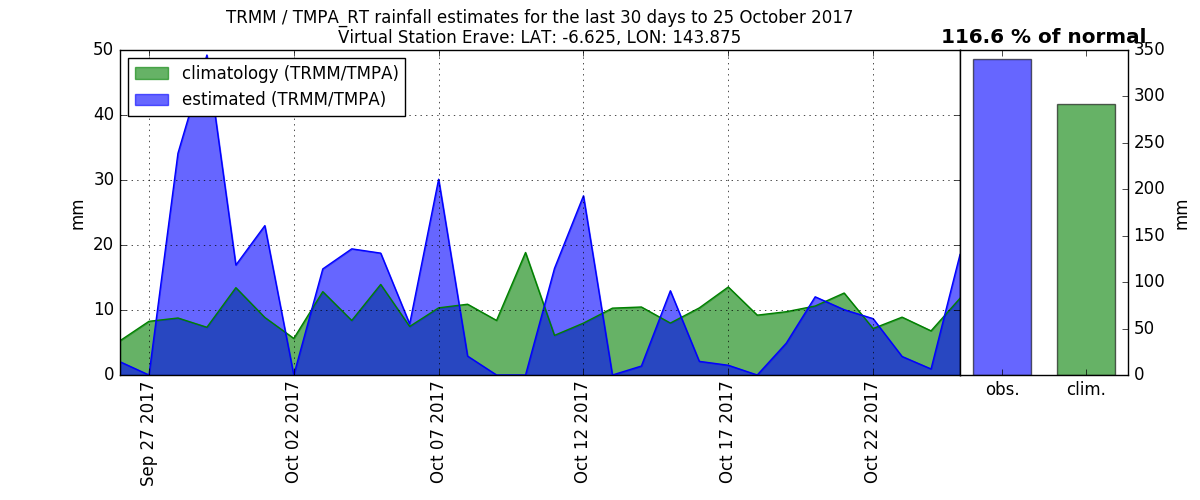 TRMM / TMPA_RT rainfall estimates for the last 30 days to 25 October 2017
Virtual Station Erave: LAT: -6.625, LON: 143.875
116.6 % of normal
climatology (TRMM/TMPA)
estimated (TRMM/TMPA)
mm
50
40
30
20
10
0
Sep 27 2017
Oct 02 2017
Oct 07 2017
Oct 12 2017
Oct 17 2017
Oct 22 2017
obs.
clim.
350
300
250
200
150
100
50
0
mm